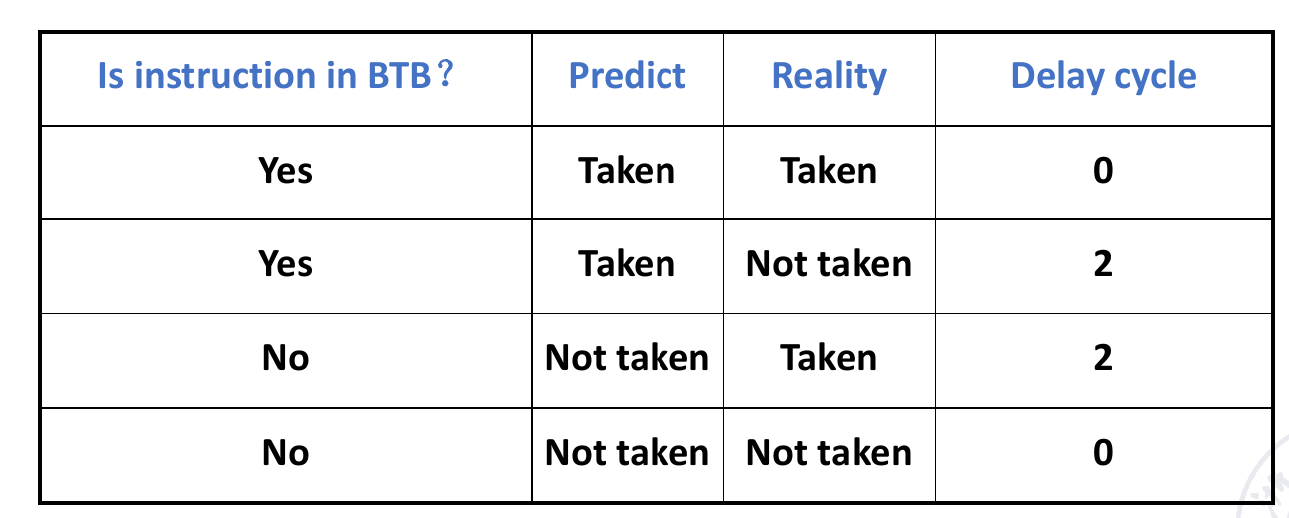 Is instruction in BTB？ Predict Reality Delay cycle
Yes Taken Taken 0
Yes Taken Not taken 2
No Not taken Taken 2
No Not taken Not taken 0